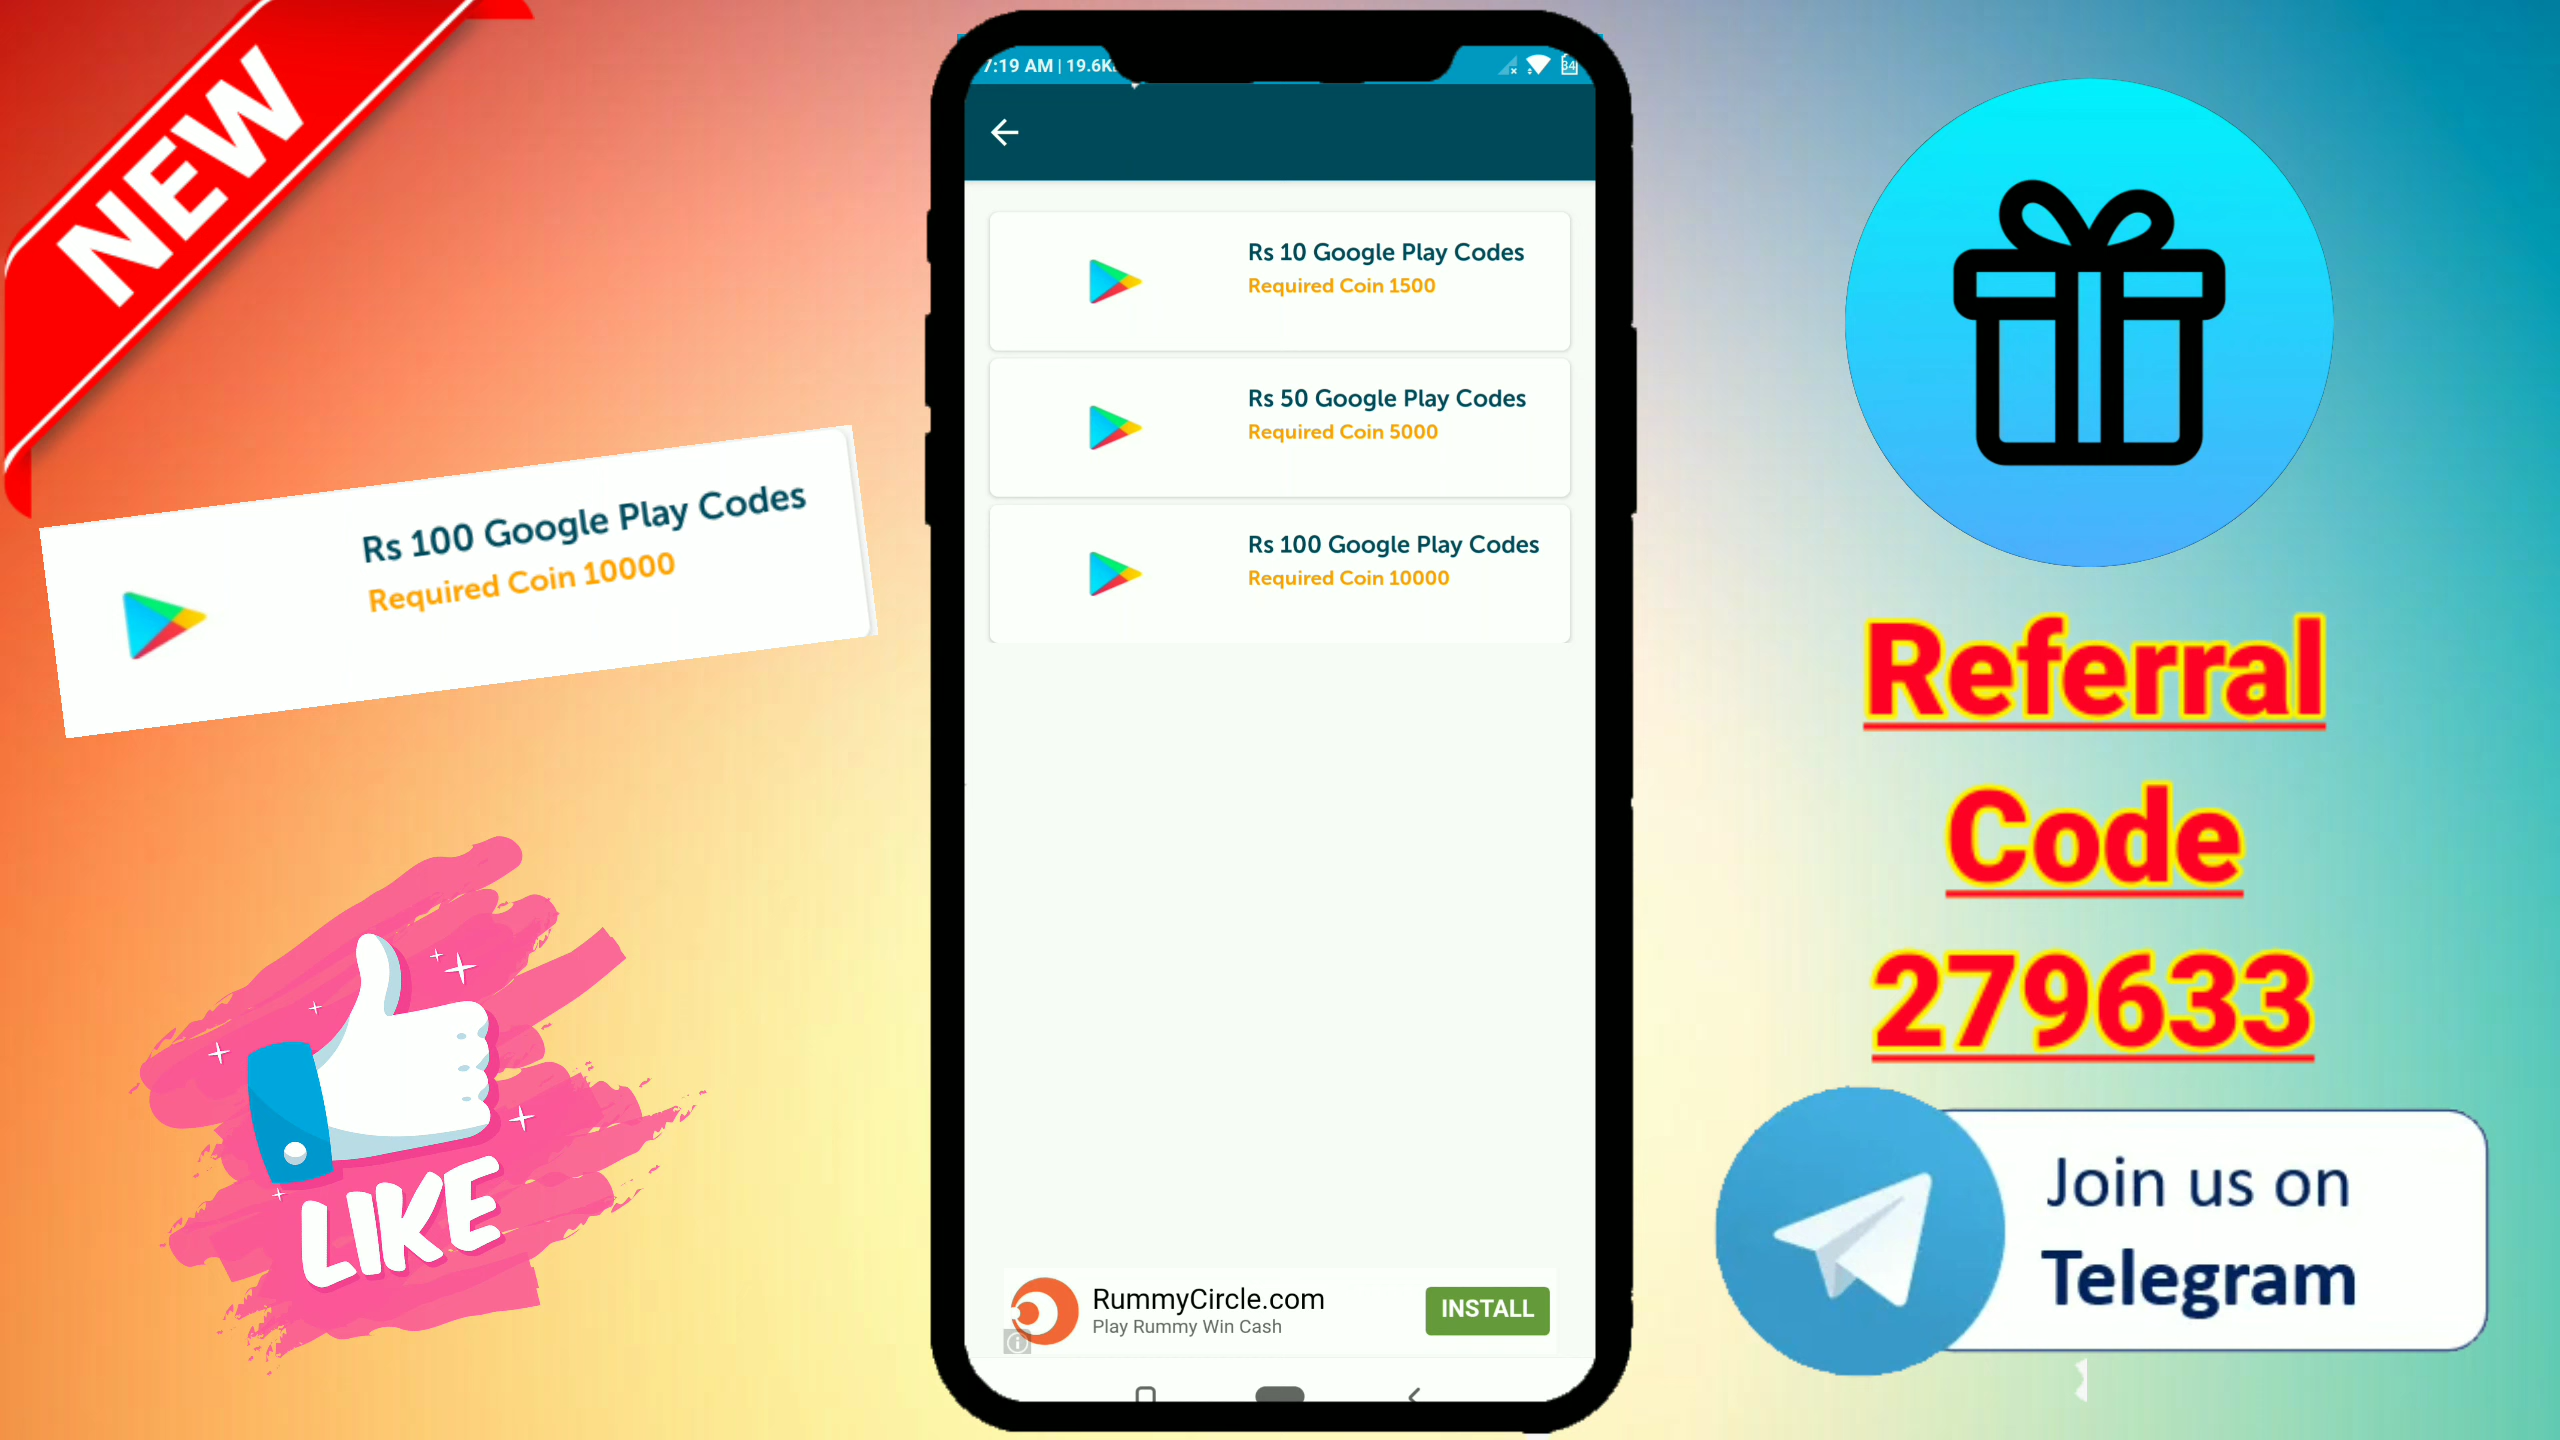 NEW
Rs 100 Google Play Codes
Required Coin 10000
LIKE
7:19 AM | 19.6K
34
Rs 10 Google Play Codes
Required Coin 1500
Rs 50 Google Play Codes
Required Coin 5000
Rs 100 Google Play Codes
Required Coin 10000
RummyCircle.com
Play Rummy Win Cash
INSTALL
Referral
Code
279633
Join us on
Telegram